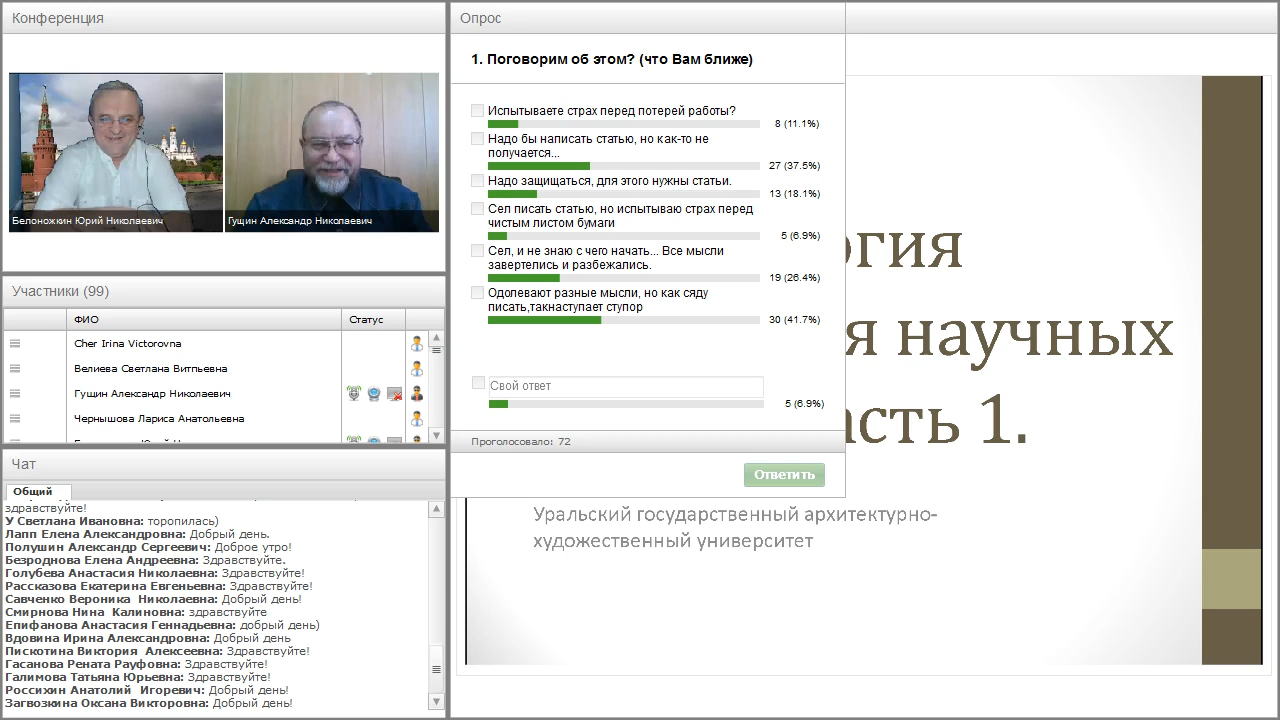 Конференция
Белоножкин Юрий Николаевич
Гущин Александр Николаевич
Участники (99)
ФИО
Статус
Cher Irina Victorovna
Велиева Светлана Витпьевна
Гущин Александр Николаевич
Чернышова Лариса Анатольевна
Чат
Общий
здравствуйте!
У Светлана Ивановна: торопилась)
Лапп Елена Александровна: Добрый день.
Полушин Александр Сергеевич: Доброе утро!
Безроднова Елена Андреевна: Здравствуйте.
Голубева Анастасия Николаевна: Здравствуйте!
Рассказова Екатерина Евгеньевна: Здравствуйте!
Савченко Вероника  Николаевна: Добрый день!
Смирнова Нина  Калиновна: здравствуйте
Епифанова Анастасия Геннадьевна: добрый день)
Вдовина Ирина Александровна: Добрый день
Пискотина Виктория  Алексеевна: Здравствуйте!
Гасанова Рената Рауфовна: Здравствуйте!
Галимова Татьяна Юрьевна: Здравствуйте!
Россихин Анатолий  Игоревич: Добрый день!
Загвозкина Оксана Викторовна: Добрый день!
Опрос
1. Поговорим об этом? (что Вам ближе)
Испытываете страх перед потерей работы?
8 (11.1%)
Надо бы написать статью, но как-то не
получается...
27 (37.5%)
Надо защищаться, для этого нужны статьи.
13 (18.1%)
Сел писать статью, но испытываю страх перед
чистым листом бумаги
5 (6.9%)
Сел, и не знаю с чего начать... Все мысли
завертелись и разбежались.
19 (26.4%)
Одолевают разные мысли, но как сяду
писать,такнаступает ступор
30 (41.7%)
Свой ответ
5 (6.9%)
Проголосовало: 72
Ответить
научных
1.
Уральский государственный архитектурно-
художественный университет